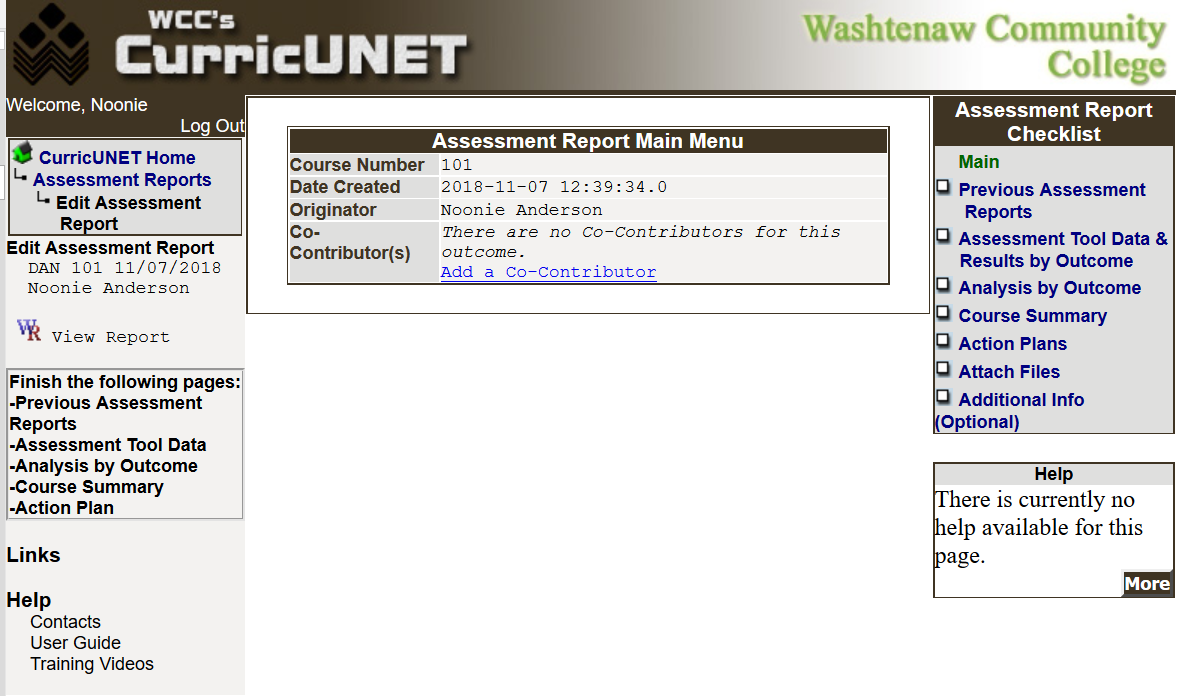 WCC's
CurricUNET
Washtenaw Community
College
Welcome, Noonie
Log Out
CurricUNET Home
Assessment Reports
Edit Assessment
Report
Edit Assessment Report
DAN 101 11/07/2018
Noonie Anderson
WR View Report
Finish the following pages:
-Previous Assessment
Reports
-Assessment Tool Data
-Analysis by Outcome
-Course Summary
-Action Plan
Links
Help
Contacts
User Guide
Training Videos
Assessment Report Main Menu
Course Number 101
Date Created 2018-11-07 12:39:34.0
Originator Noonie Anderson
Co-
Contributor(s)
There are no Co-Contributors for this
outcome.
Add a Co-Contributor
Assessment Report
Checklist
Main
Previous Assessment
Reports
Assessment Tool Data &
Results by Outcome
Analysis by Outcome
Course Summary
Action Plans
Attach Files
Additional Info
(Optional)
Help
There is currently no
help available for this
page.
More